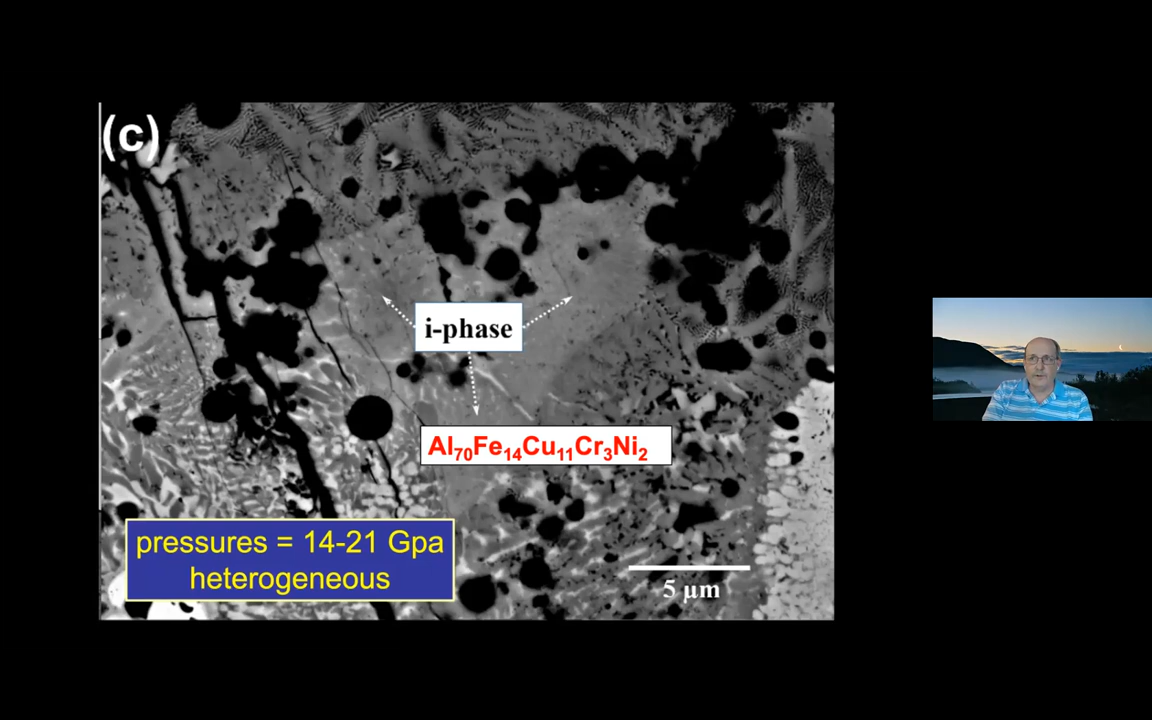 (c)
i-phase
Al₇₀Fe₁₄Cu₁₁Cr₃Ni₂
pressures = 14-21 Gpa
heterogeneous
5 μm